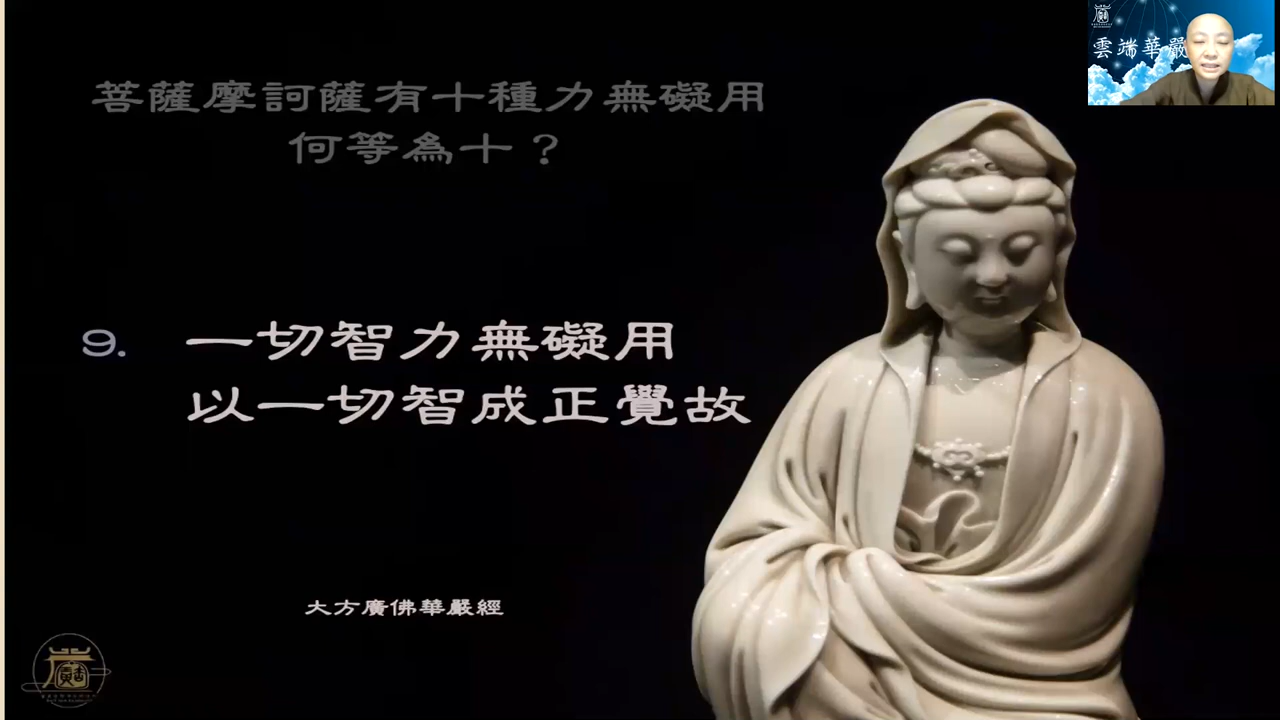 菩薩摩訶薩有十種力無礙用
何等為十？
9. 一切智力無礙用
以一切智成正覺故
大方廣佛華嚴經
雲端華嚴